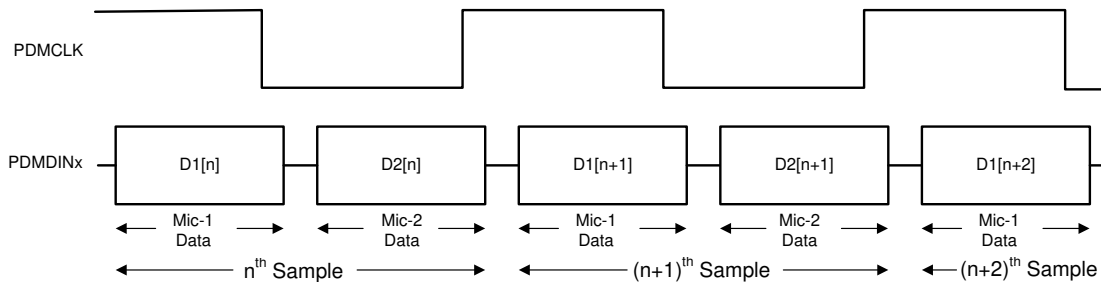 PDMCLK
PDMDINx
D1[n]
D2[n]
D1[n+1]
D2[n+1]
D1[n+2]
Mic-1
Data
Mic-2
Data
Mic-1
Data
Mic-2
Data
Mic-1
Data
nth Sample
(n+1)th Sample
(n+2)th Sample